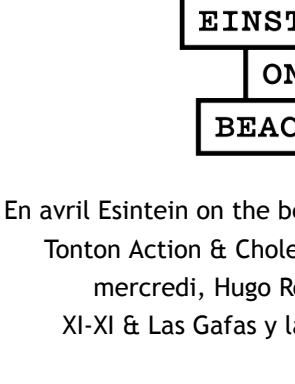 EINST
ON
BEAC
En avril Esintein on the be
Tonton Action & Chole
mercredi, Hugo Re
XI-XI & Las Gafas y la